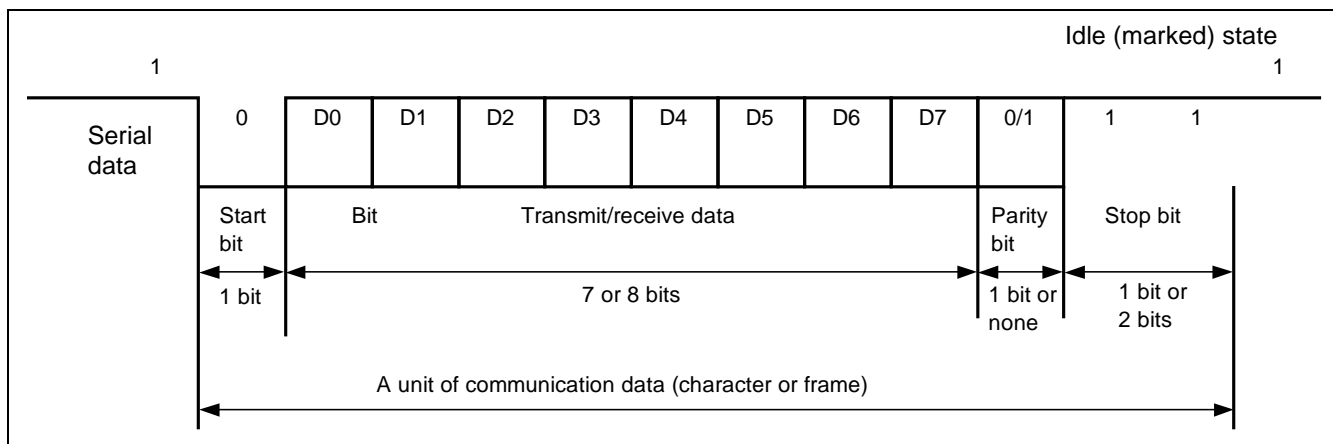 Idle (marked) state
1 1
Serial data
0 D0 D1 D2 D3 D4 D5 D6 D7 0/1 1 1
Start bit
Bit
Transmit/receive data
Parity bit
Stop bit
1 bit
7 or 8 bits
1 bit or none
1 bit or 2 bits
A unit of communication data (character or frame)